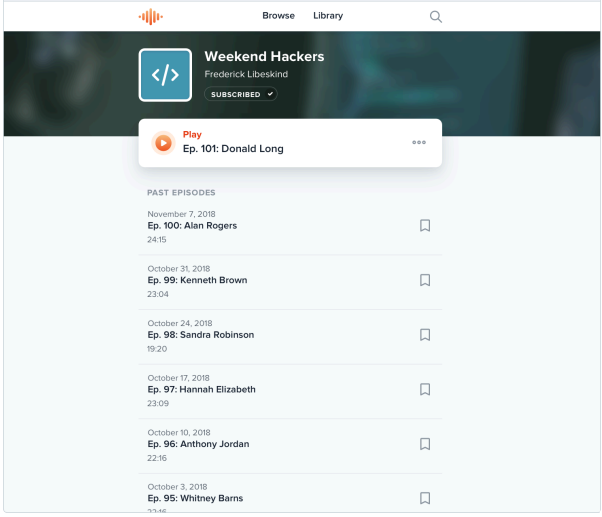 Browse Library
</>
Weekend Hackers
Frederick Libeskind
SUBSCRIBED
Play
Ep. 101: Donald Long
PAST EPISODES
November 7, 2018
Ep. 100: Alan Rogers
24:15
October 31, 2018
Ep. 99: Kenneth Brown
23:04
October 24, 2018
Ep. 98: Sandra Robinson
19:20
October 17, 2018
Ep. 97: Hannah Elizabeth
23:09
October 10, 2018
Ep. 96: Anthony Jordan
22:16
October 3, 2018
Ep. 95: Whitney Barns